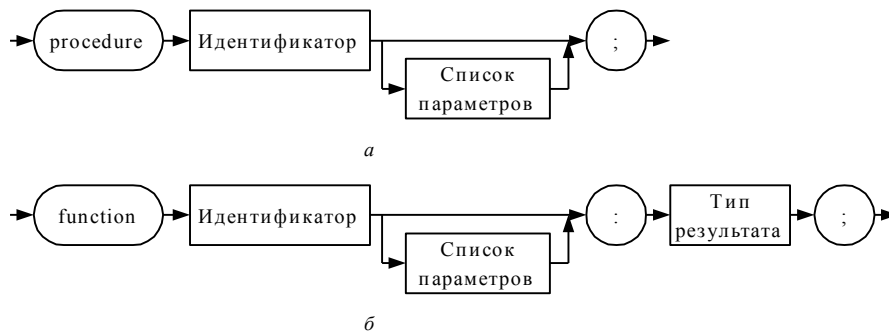 procedure
Идентификатор
;
Список
параметров
а
function
Идентификатор
:
Тип
результата
;
Список
параметров
б